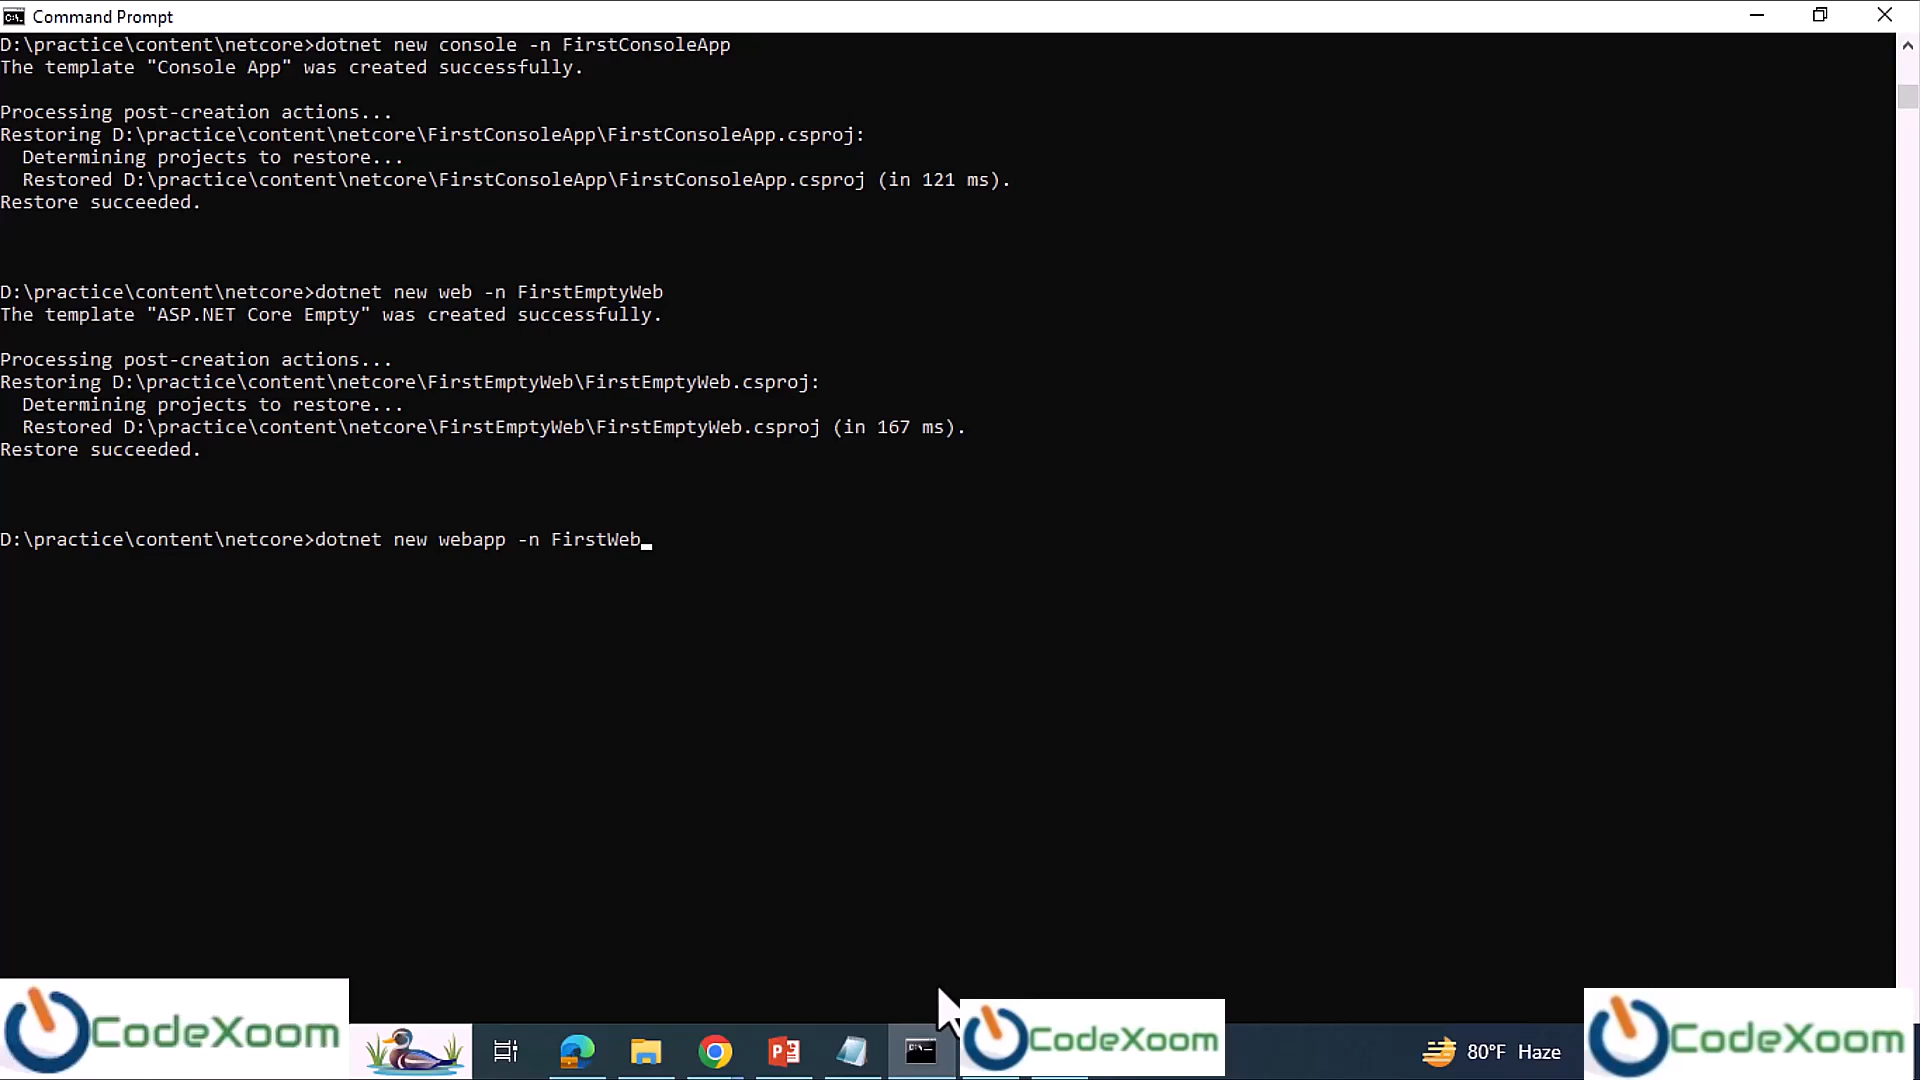 Command Prompt
D:\practice\content\netcore>dotnet new console -n FirstConsoleApp
The template "Console App" was created successfully.
Processing post-creation actions...
Restoring D:\practice\content\netcore\FirstConsoleApp\FirstConsoleApp.csproj:
  Determining projects to restore...
  Restored D:\practice\content\netcore\FirstConsoleApp\FirstConsoleApp.csproj (in 121 ms).
Restore succeeded.
D:\practice\content\netcore>dotnet new web -n FirstEmptyWeb
The template "ASP.NET Core Empty" was created successfully.
Processing post-creation actions...
Restoring D:\practice\content\netcore\FirstEmptyWeb\FirstEmptyWeb.csproj:
  Determining projects to restore...
  Restored D:\practice\content\netcore\FirstEmptyWeb\FirstEmptyWeb.csproj (in 167 ms).
Restore succeeded.
D:\practice\content\netcore>dotnet new webapp -n FirstWeb
CodeXoom
CodeXoom
80°F Haze
CodeXoom